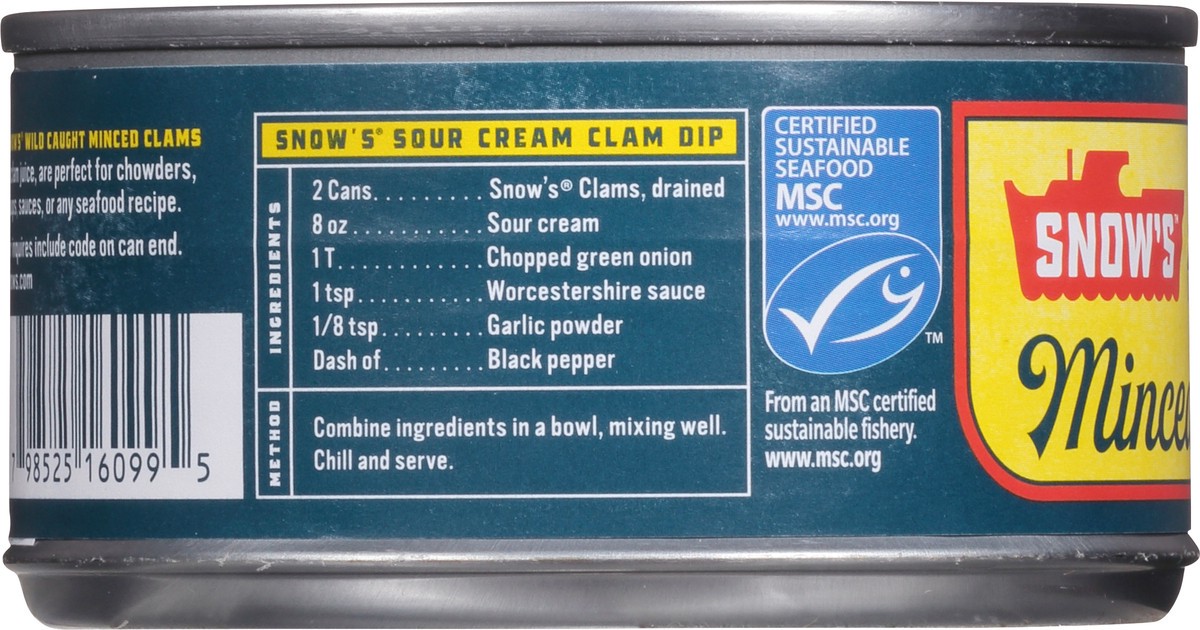 WILD CAUGHT MINCED CLAMS
juice, are perfect for chowders,
sauces, or any seafood recipe.
include code on can end.
98525 16099 5
SNOW'S® SOUR CREAM CLAM DIP
INGREDIENTS
2 Cans......... Snow's® Clams, drained
8 oz............ Sour cream
1 T............. Chopped green onion
1 tsp........... Worcestershire sauce
1/8 tsp......... Garlic powder
Dash of......... Black pepper
METHOD
Combine ingredients in a bowl, mixing well.
Chill and serve.
CERTIFIED
SUSTAINABLE
SEAFOOD
MSC
www.msc.org
TM
From an MSC certified
sustainable fishery.
www.msc.org
SNOW'S™
Minced